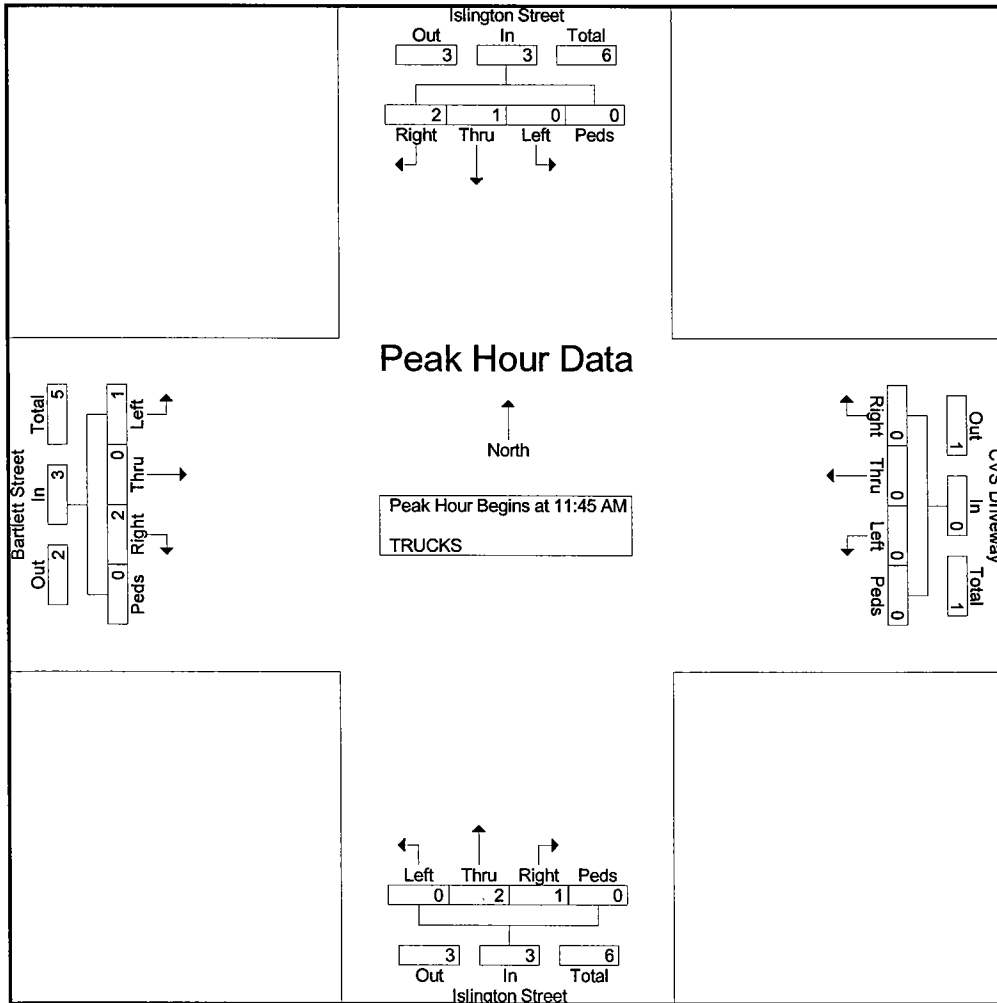 Islington Street
Out In Total
3 3 6
2 1 0 0
Right Thru Left Peds
Peak Hour Data
North
Peak Hour Begins at 11:45 AM
TRUCKS
Bartlett Street
Total In Out
5 3 2
1 0 2 0
Left Thru Right Peds
CVS Driveway
Out In Total
1 0 1
0 0 0 0
Right Thru Left Peds
Left Thru Right Peds
0 2 1 0
3 3 6
Out In Total
Islington Street